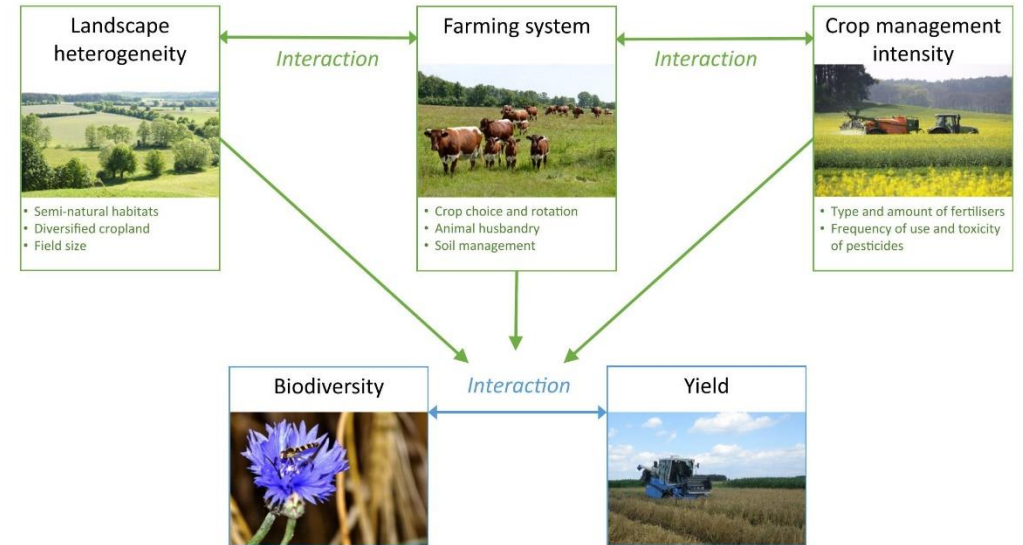 Landscape
heterogeneity
Interaction
Farming system
Interaction
Crop management
intensity
• Semi-natural habitats
• Diversified cropland
• Field size
• Crop choice and rotation
• Animal husbandry
• Soil management
• Type and amount of fertilisers
• Frequency of use and toxicity
of pesticides
Biodiversity
Interaction
Yield